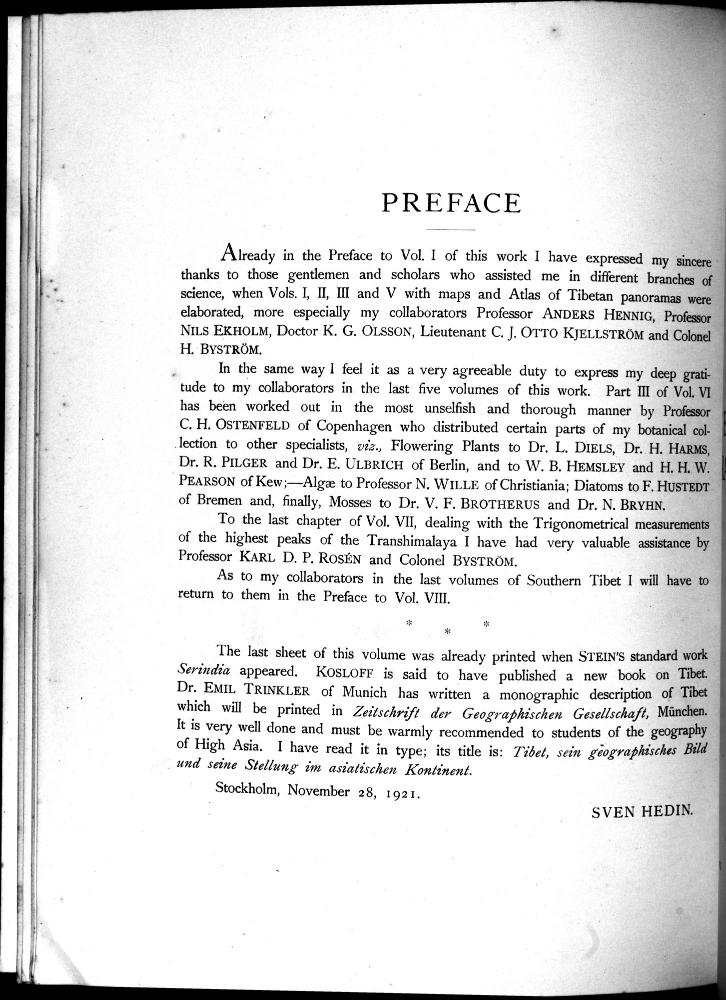 PREFACE
Already in the Preface to Vol. I of this work I have expressed my sincere
thanks to those gentlemen and scholars who assisted me in different branches of
science, when Vols. I, II, III and V with maps and Atlas of Tibetan panoramas were
elaborated, more especially my collaborators Professor ANDERS HENNIG, Professor
NILS EKHOLM, Doctor K. G. OLSSON, Lieutenant C. J. OTTO KJELLSTRÖM and Colonel
H. BYSTRÖM.
In the same way I feel it as a very agreeable duty to express my deep grati-
tude to my collaborators in the last five volumes of this work. Part III of Vol. VI
has been worked out in the most unselfish and thorough manner by Professor
C. H. OSTENFELD of Copenhagen who distributed certain parts of my botanical col-
lection to other specialists, viz., Flowering Plants to Dr. L. DIELS, Dr. H. HARMS,
Dr. R. PILGER and Dr. E. ULBRICH of Berlin, and to W. B. HEMSLEY and H. H. W.
PEARSON of Kew;—Algæ to Professor N. WILLE of Christiania; Diatoms to F. HUSTEDT
of Bremen and, finally, Mosses to Dr. V. F. BROTHERUS and Dr. N. BRYHN.
To the last chapter of Vol. VII, dealing with the Trigonometrical measurements
of the highest peaks of the Transhimalaya I have had very valuable assistance by
Professor KARL D. P. ROSÉN and Colonel BYSTRÖM.
As to my collaborators in the last volumes of Southern Tibet I will have to
return to them in the Preface to Vol. VIII.
* * *
The last sheet of this volume was already printed when STEIN'S standard work
Serindia appeared. KOSLOFF is said to have published a new book on Tibet.
Dr. EMIL TRINKLER of Munich has written a monographic description of Tibet
which will be printed in Zeitschrift der Geographischen Gesellschaft, München.
It is very well done and must be warmly recommended to students of the geography
of High Asia. I have read it in type; its title is: Tibet, sein geographisches Bild
und seine Stellung im asiatischen Kontinent.
Stockholm, November 28, 1921.
SVEN HEDIN.